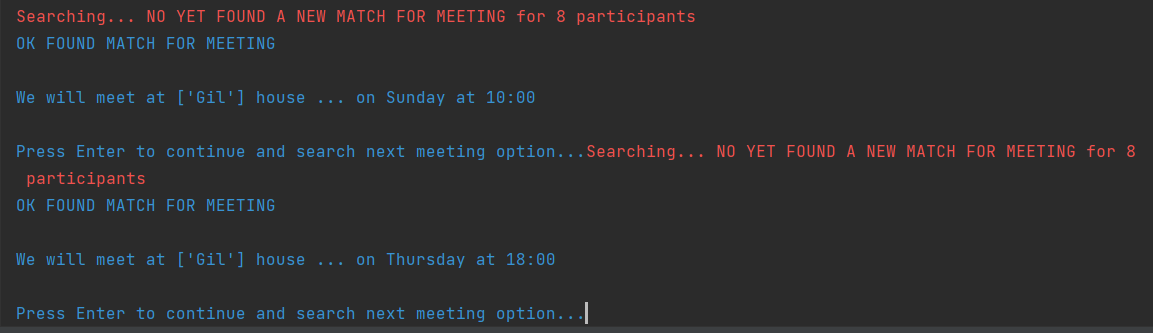 Searching... NO YET FOUND A NEW MATCH FOR MEETING for 8 participants
OK FOUND MATCH FOR MEETING
We will meet at ['Gil'] house ... on Sunday at 10:00
Press Enter to continue and search next meeting option...Searching... NO YET FOUND A NEW MATCH FOR MEETING for 8
participants
OK FOUND MATCH FOR MEETING
We will meet at ['Gil'] house ... on Thursday at 18:00
Press Enter to continue and search next meeting option...